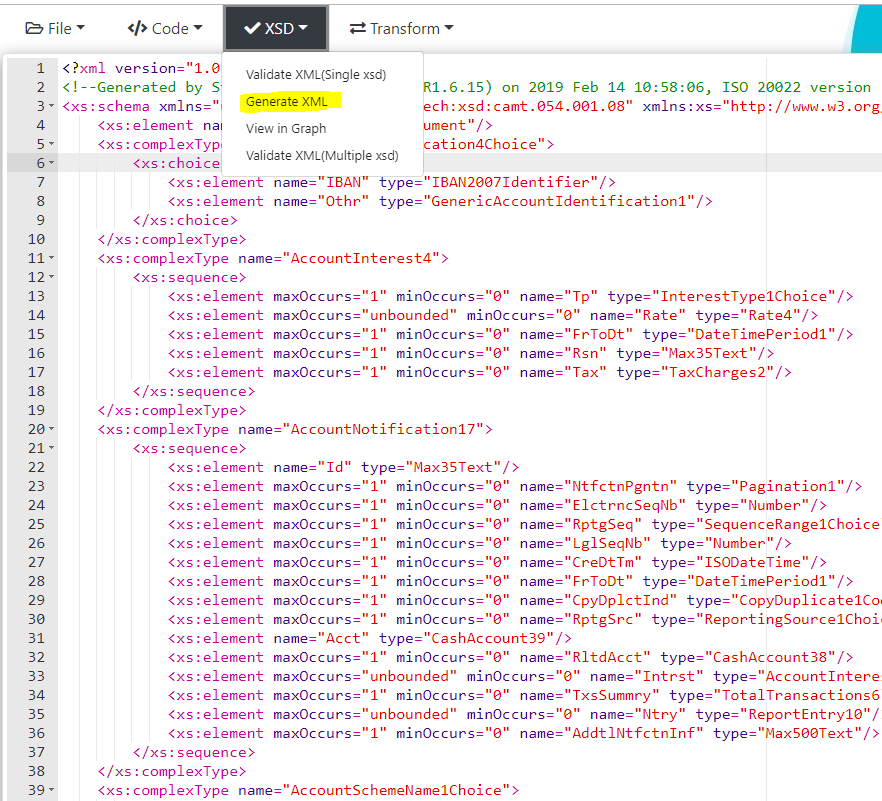 File Code XSD Transform
Validate XML(Single xsd)
Generate XML
View in Graph
Validate XML(Multiple xsd)
1 <?xml version="1.0
2 <!--Generated by St R1.6.15) on 2019 Feb 14 10:58:06, ISO 20022 version
3 <xs:schema xmlns=" ech:xsd:camt.054.001.08" xmlns:xs="http://www.w3.org
4 <xs:element na ument"/>
5 <xs:complexTyp cation4Choice">
6 <xs:choice
7 <xs:element name="IBAN" type="IBAN2007Identifier"/>
8 <xs:element name="Othr" type="GenericAccountIdentification1"/>
9 </xs:choice>
10 </xs:complexType>
11 <xs:complexType name="AccountInterest4">
12 <xs:sequence>
13 <xs:element maxOccurs="1" minOccurs="0" name="Tp" type="InterestType1Choice"/>
14 <xs:element maxOccurs="unbounded" minOccurs="0" name="Rate" type="Rate4"/>
15 <xs:element maxOccurs="1" minOccurs="0" name="FrToDt" type="DateTimePeriod1"/>
16 <xs:element maxOccurs="1" minOccurs="0" name="Rsn" type="Max35Text"/>
17 <xs:element maxOccurs="1" minOccurs="0" name="Tax" type="TaxCharges2"/>
18 </xs:sequence>
19 </xs:complexType>
20 <xs:complexType name="AccountNotification17">
21 <xs:sequence>
22 <xs:element name="Id" type="Max35Text"/>
23 <xs:element maxOccurs="1" minOccurs="0" name="NtfctnPgntn" type="Pagination1"/>
24 <xs:element maxOccurs="1" minOccurs="0" name="ElctrncSeqNb" type="Number"/>
25 <xs:element maxOccurs="1" minOccurs="0" name="RptgSeq" type="SequenceRange1Choice
26 <xs:element maxOccurs="1" minOccurs="0" name="LglSeqNb" type="Number"/>
27 <xs:element maxOccurs="1" minOccurs="0" name="CreDtTm" type="ISODateTime"/>
28 <xs:element maxOccurs="1" minOccurs="0" name="FrToDt" type="DateTimePeriod1"/>
29 <xs:element maxOccurs="1" minOccurs="0" name="CpyDplctInd" type="CopyDuplicate1Co
30 <xs:element maxOccurs="1" minOccurs="0" name="RptgSrc" type="ReportingSource1Choi
31 <xs:element name="Acct" type="CashAccount39"/>
32 <xs:element maxOccurs="1" minOccurs="0" name="RltdAcct" type="CashAccount38"/>
33 <xs:element maxOccurs="unbounded" minOccurs="0" name="Intrst" type="AccountIntere
34 <xs:element maxOccurs="1" minOccurs="0" name="TxsSummry" type="TotalTransactions6
35 <xs:element maxOccurs="unbounded" minOccurs="0" name="Ntry" type="ReportEntry10"/
36 <xs:element maxOccurs="1" minOccurs="0" name="AddtlNtfctnInf" type="Max500Text"/>
37 </xs:sequence>
38 </xs:complexType>
39 <xs:complexType name="AccountSchemeName1Choice">